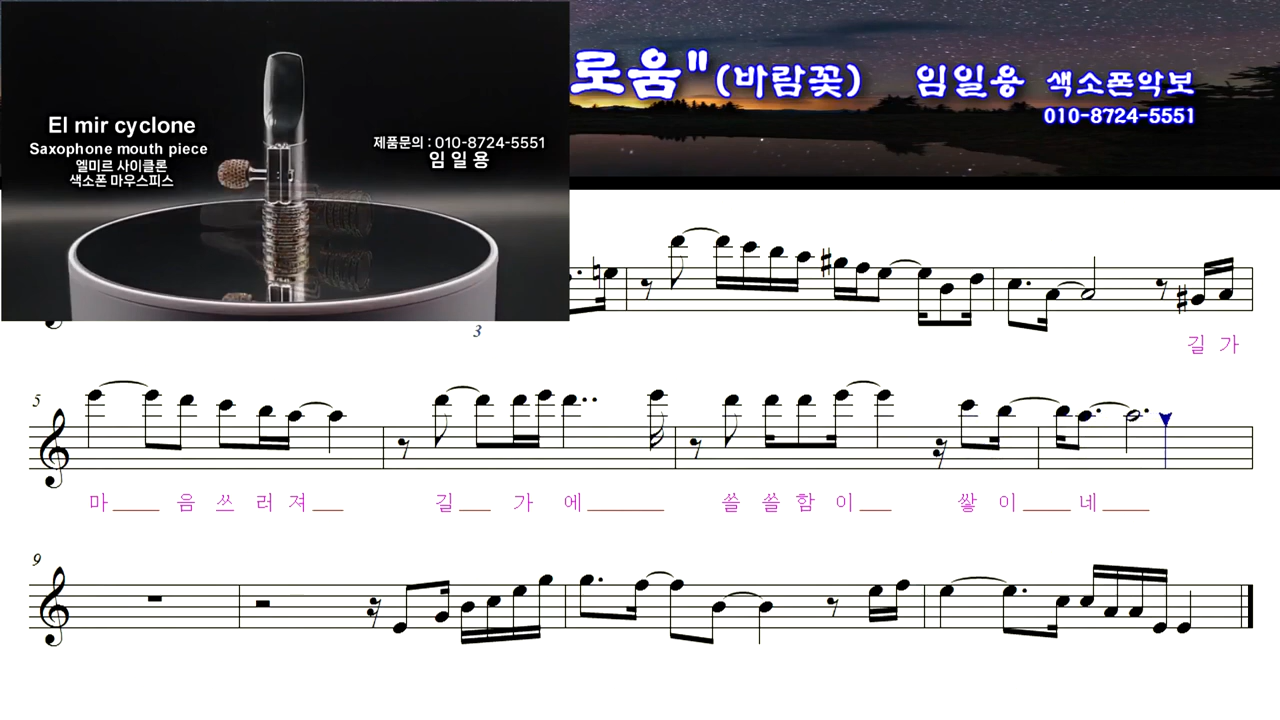 로움" (바람꽃) 임일용 색소폰악보
010-8724-5551
El mir cyclone
Saxophone mouth piece
엘미르 사이클론
색소폰 마우스피스
제품문의 : 010-8724-5551
임 일 용
3
길 가
5
마 음 쓰 러 져 길 가 에 쓸 쓸 함 이 쌓 이 네
9